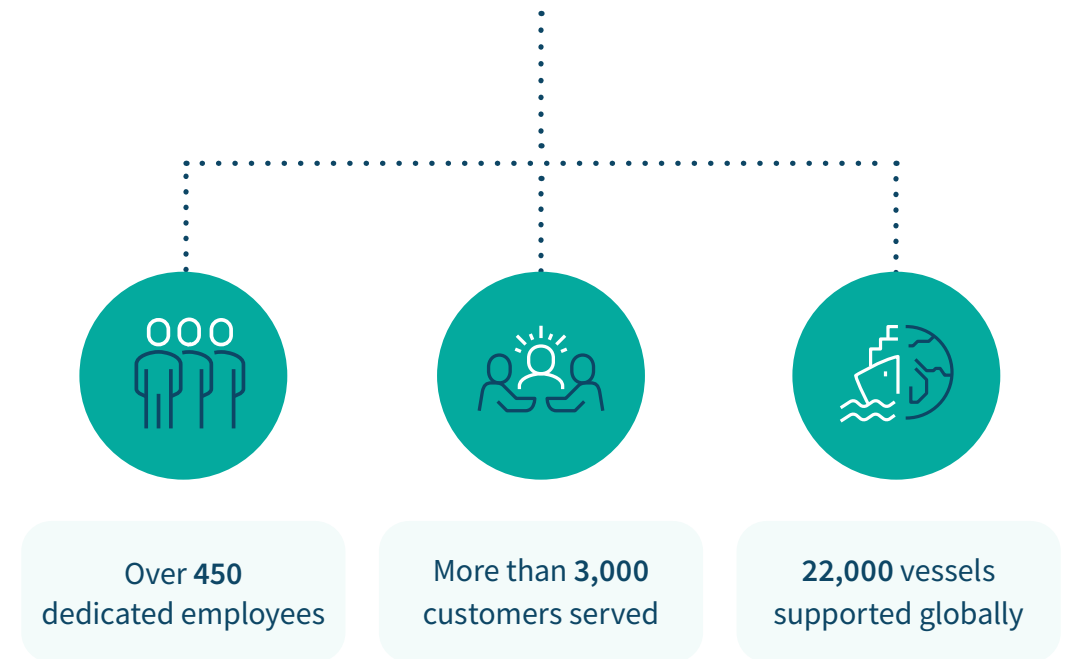 Over 450
dedicated employees
More than 3,000
customers served
22,000 vessels
supported globally